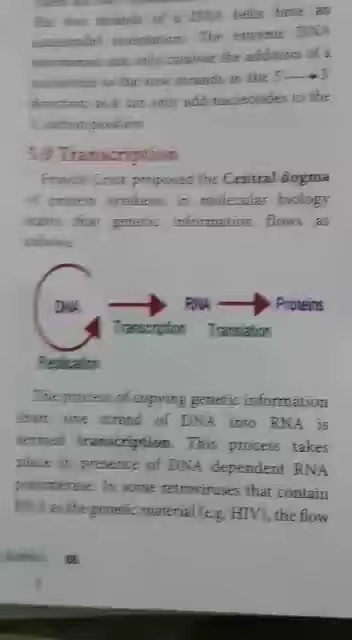 The two strands of a DNA helix have an
antiparallel orientation. The enzyme DNA
can only catalyse the addition of a
to the new strands in the 5' → 3'
direction, as it can only add nucleotides to the
3' carbon position.
5.9 Transcription
Francis Crick proposed the Central dogma
of protein synthesis in molecular biology
states that genetic information flows as
follows:
DNA → RNA → Proteins
Transcription Translation
Replication
The process of copying genetic information
from one strand of DNA into RNA is
termed transcription. This process takes
place in presence of DNA dependent RNA
polymerase. In some retroviruses that contain
RNA as the genetic material (e.g, HIV), the flow